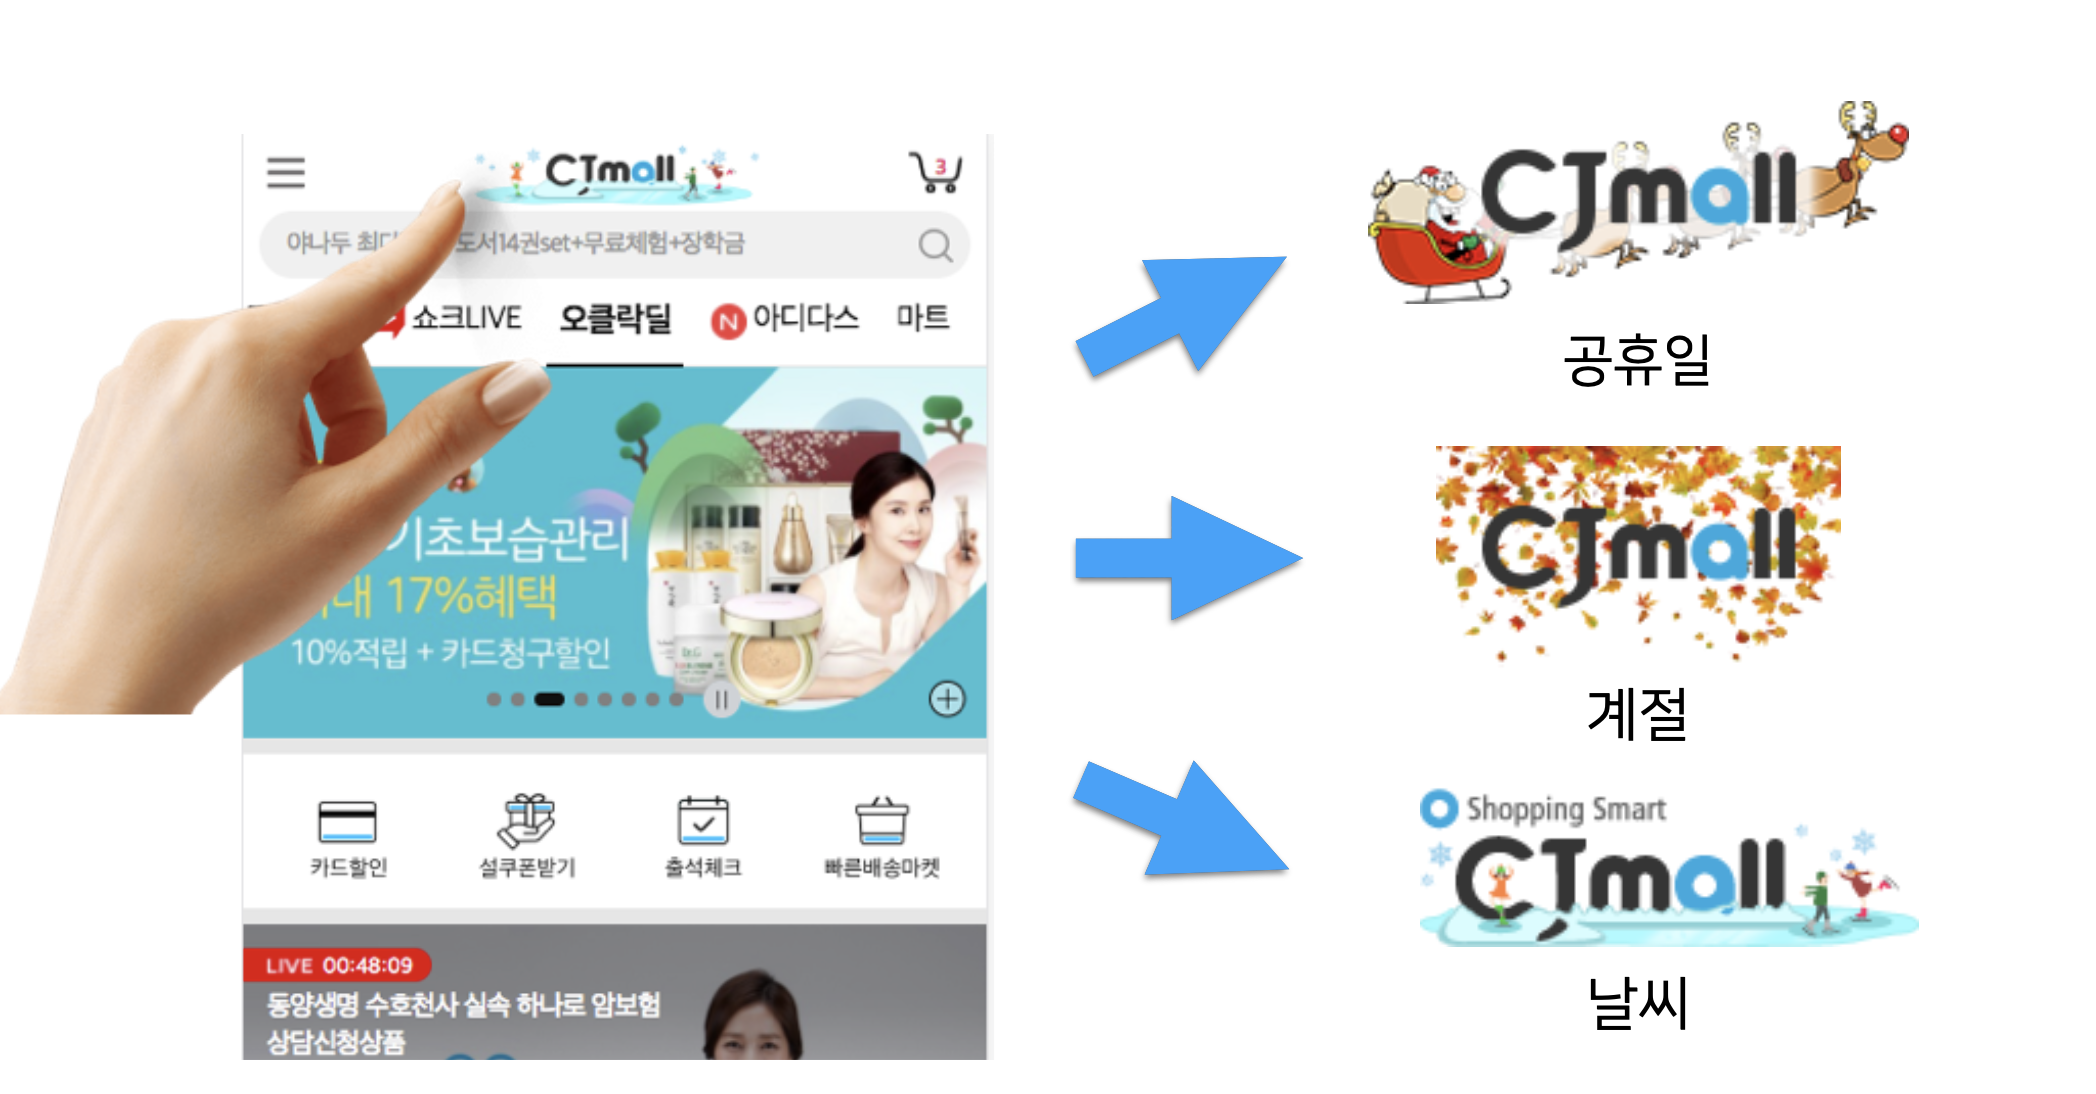 CJmall
3
야나두 최대 도서14권set+무료체험+장학금
쇼크LIVE 오클락딜 N 아디다스 마트
기초보습관리
대 17%혜택
10%적립 + 카드청구할인
카드할인 설쿠폰받기 출석체크 빠른배송마켓
LIVE 00:48:09
동양생명 수호천사 실속 하나로 암보험
상담신청상품
CJmall
공휴일
CJmall
계절
Shopping Smart
CJmall
날씨